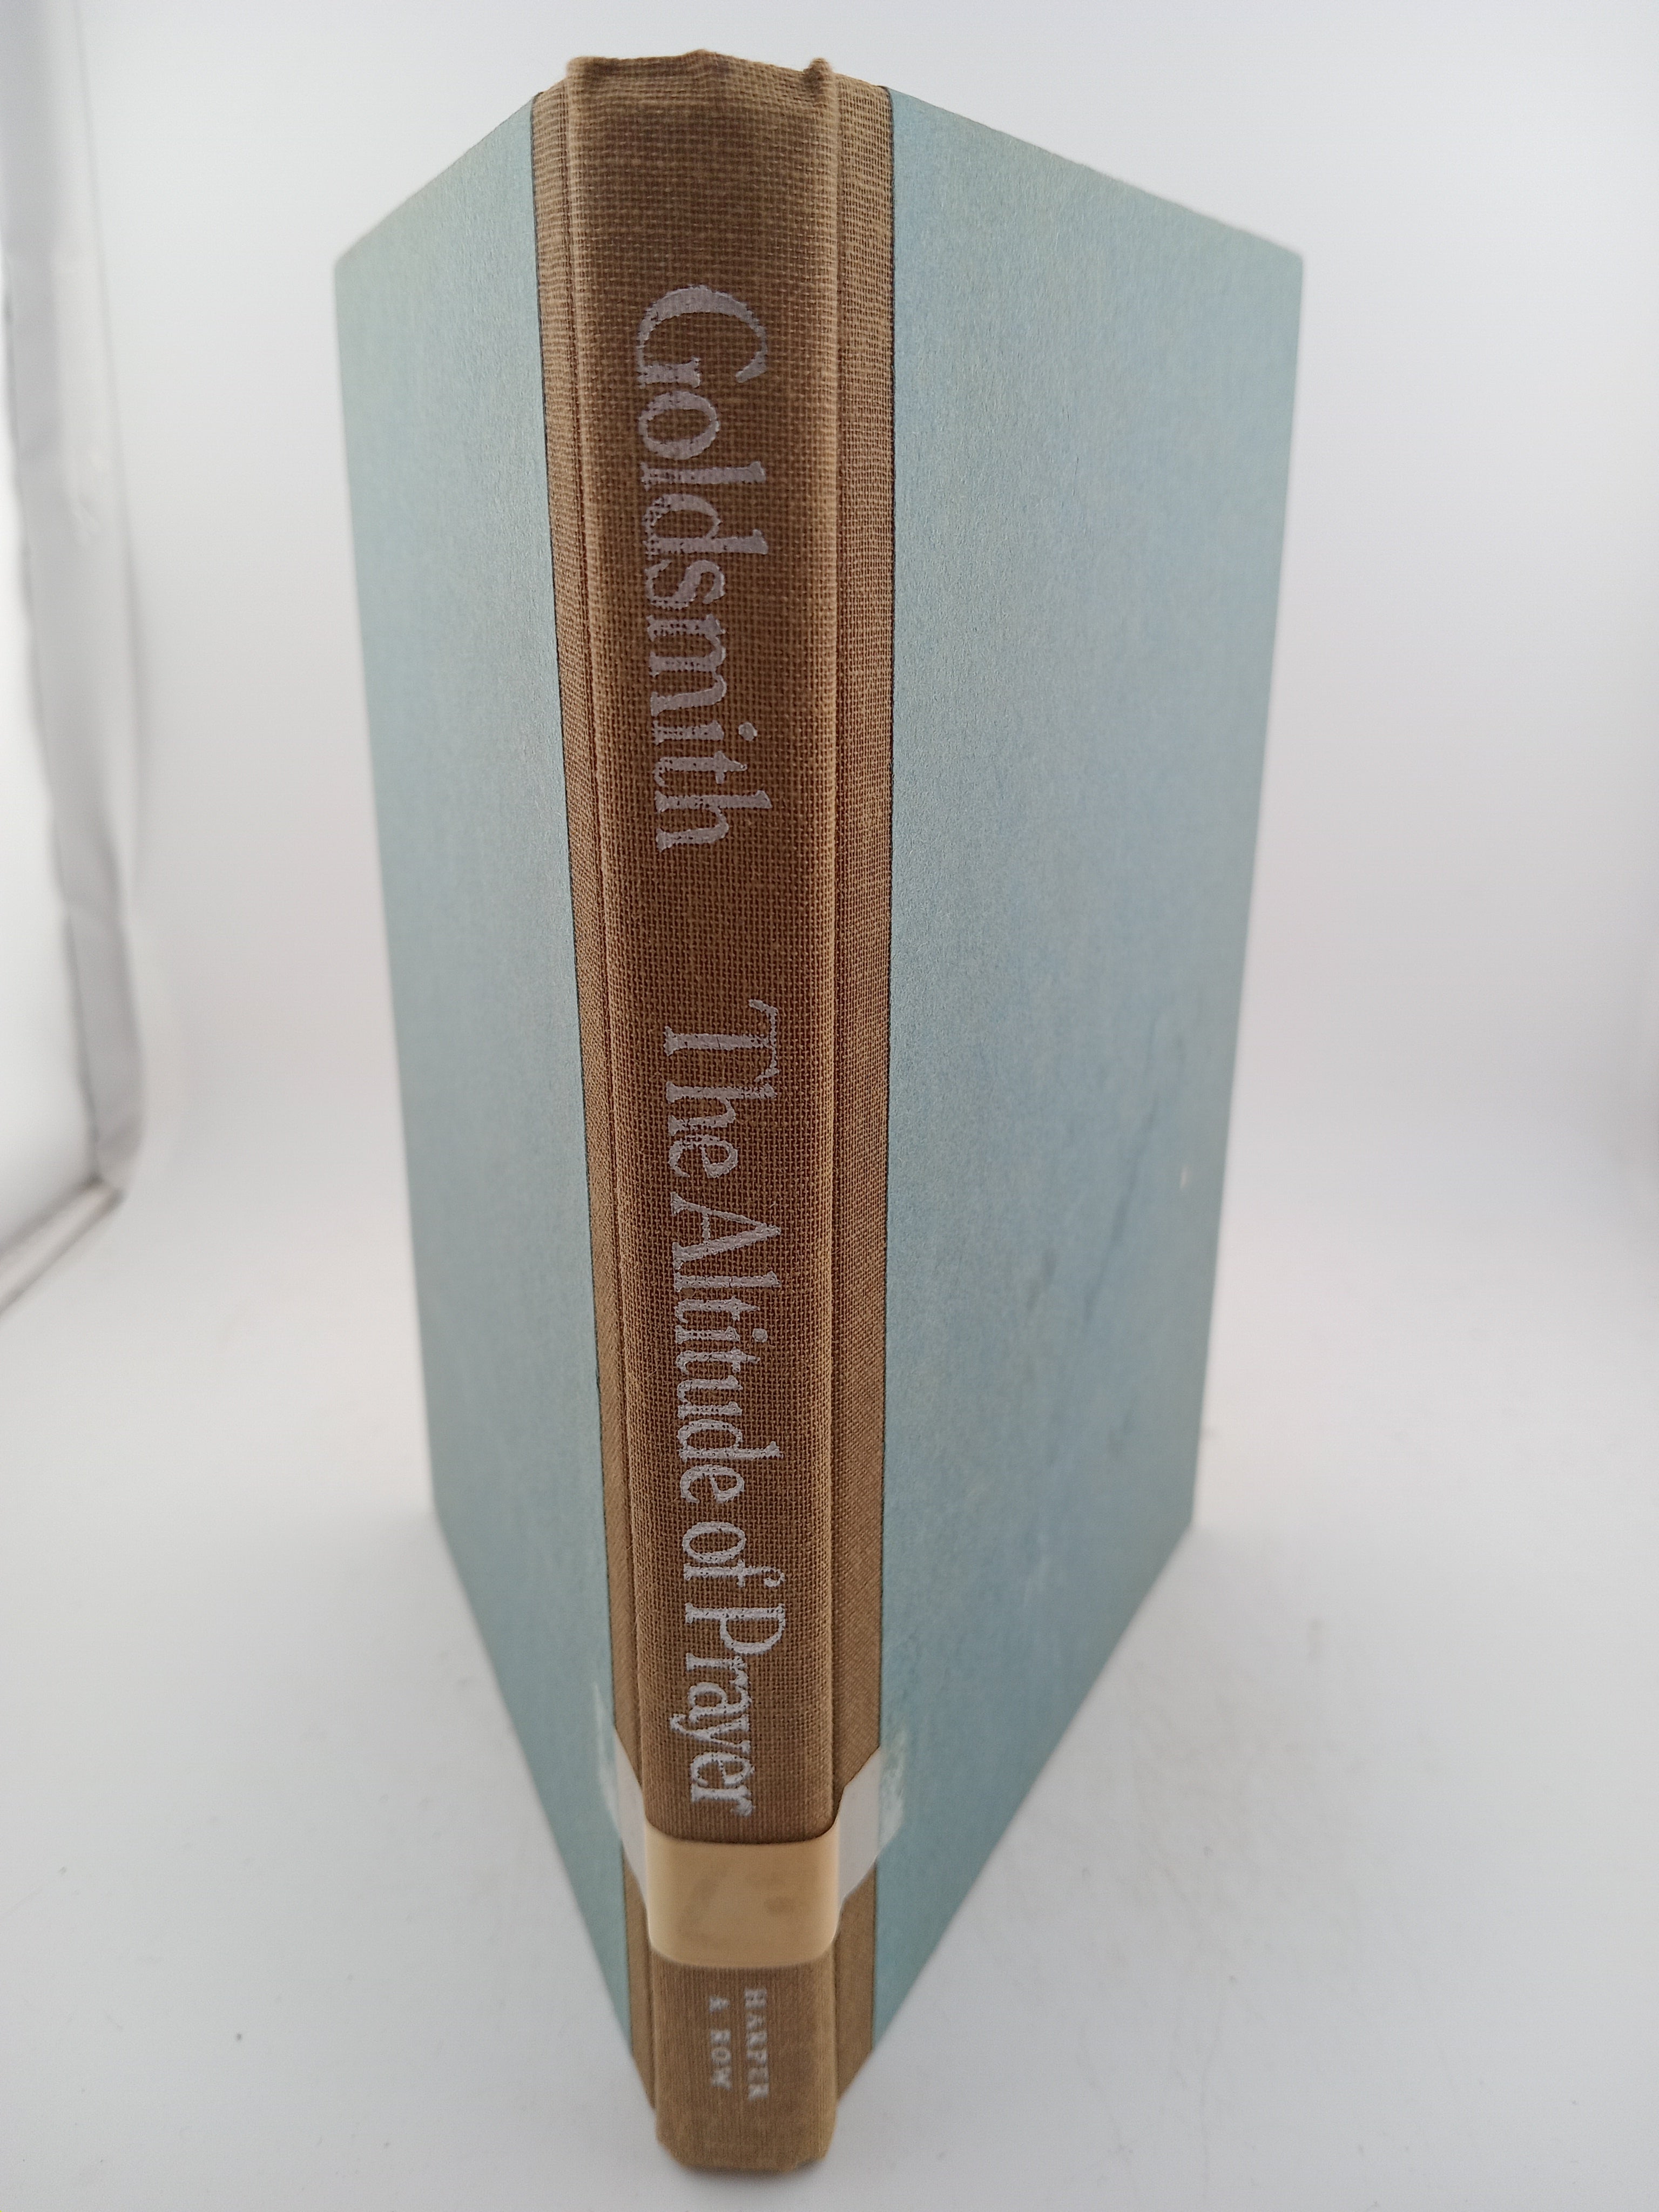 Goldsmith The Altitude of Prayer
HARPER
& ROW